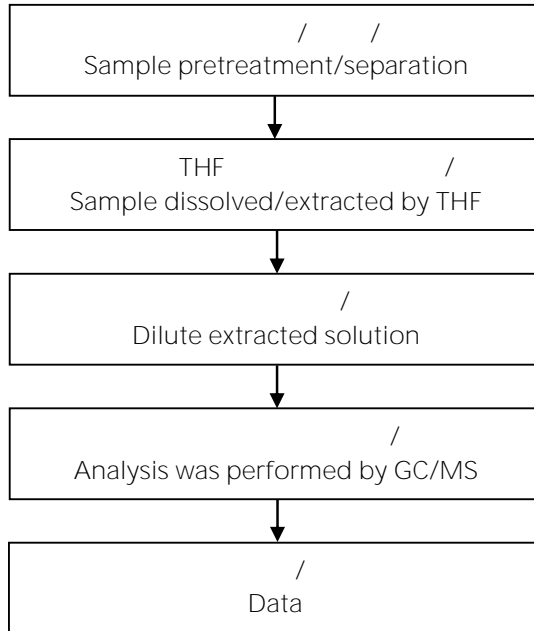 / /
Sample pretreatment/separation
THF /
Sample dissolved/extracted by THF
/
Dilute extracted solution
/
Analysis was performed by GC/MS
/
Data